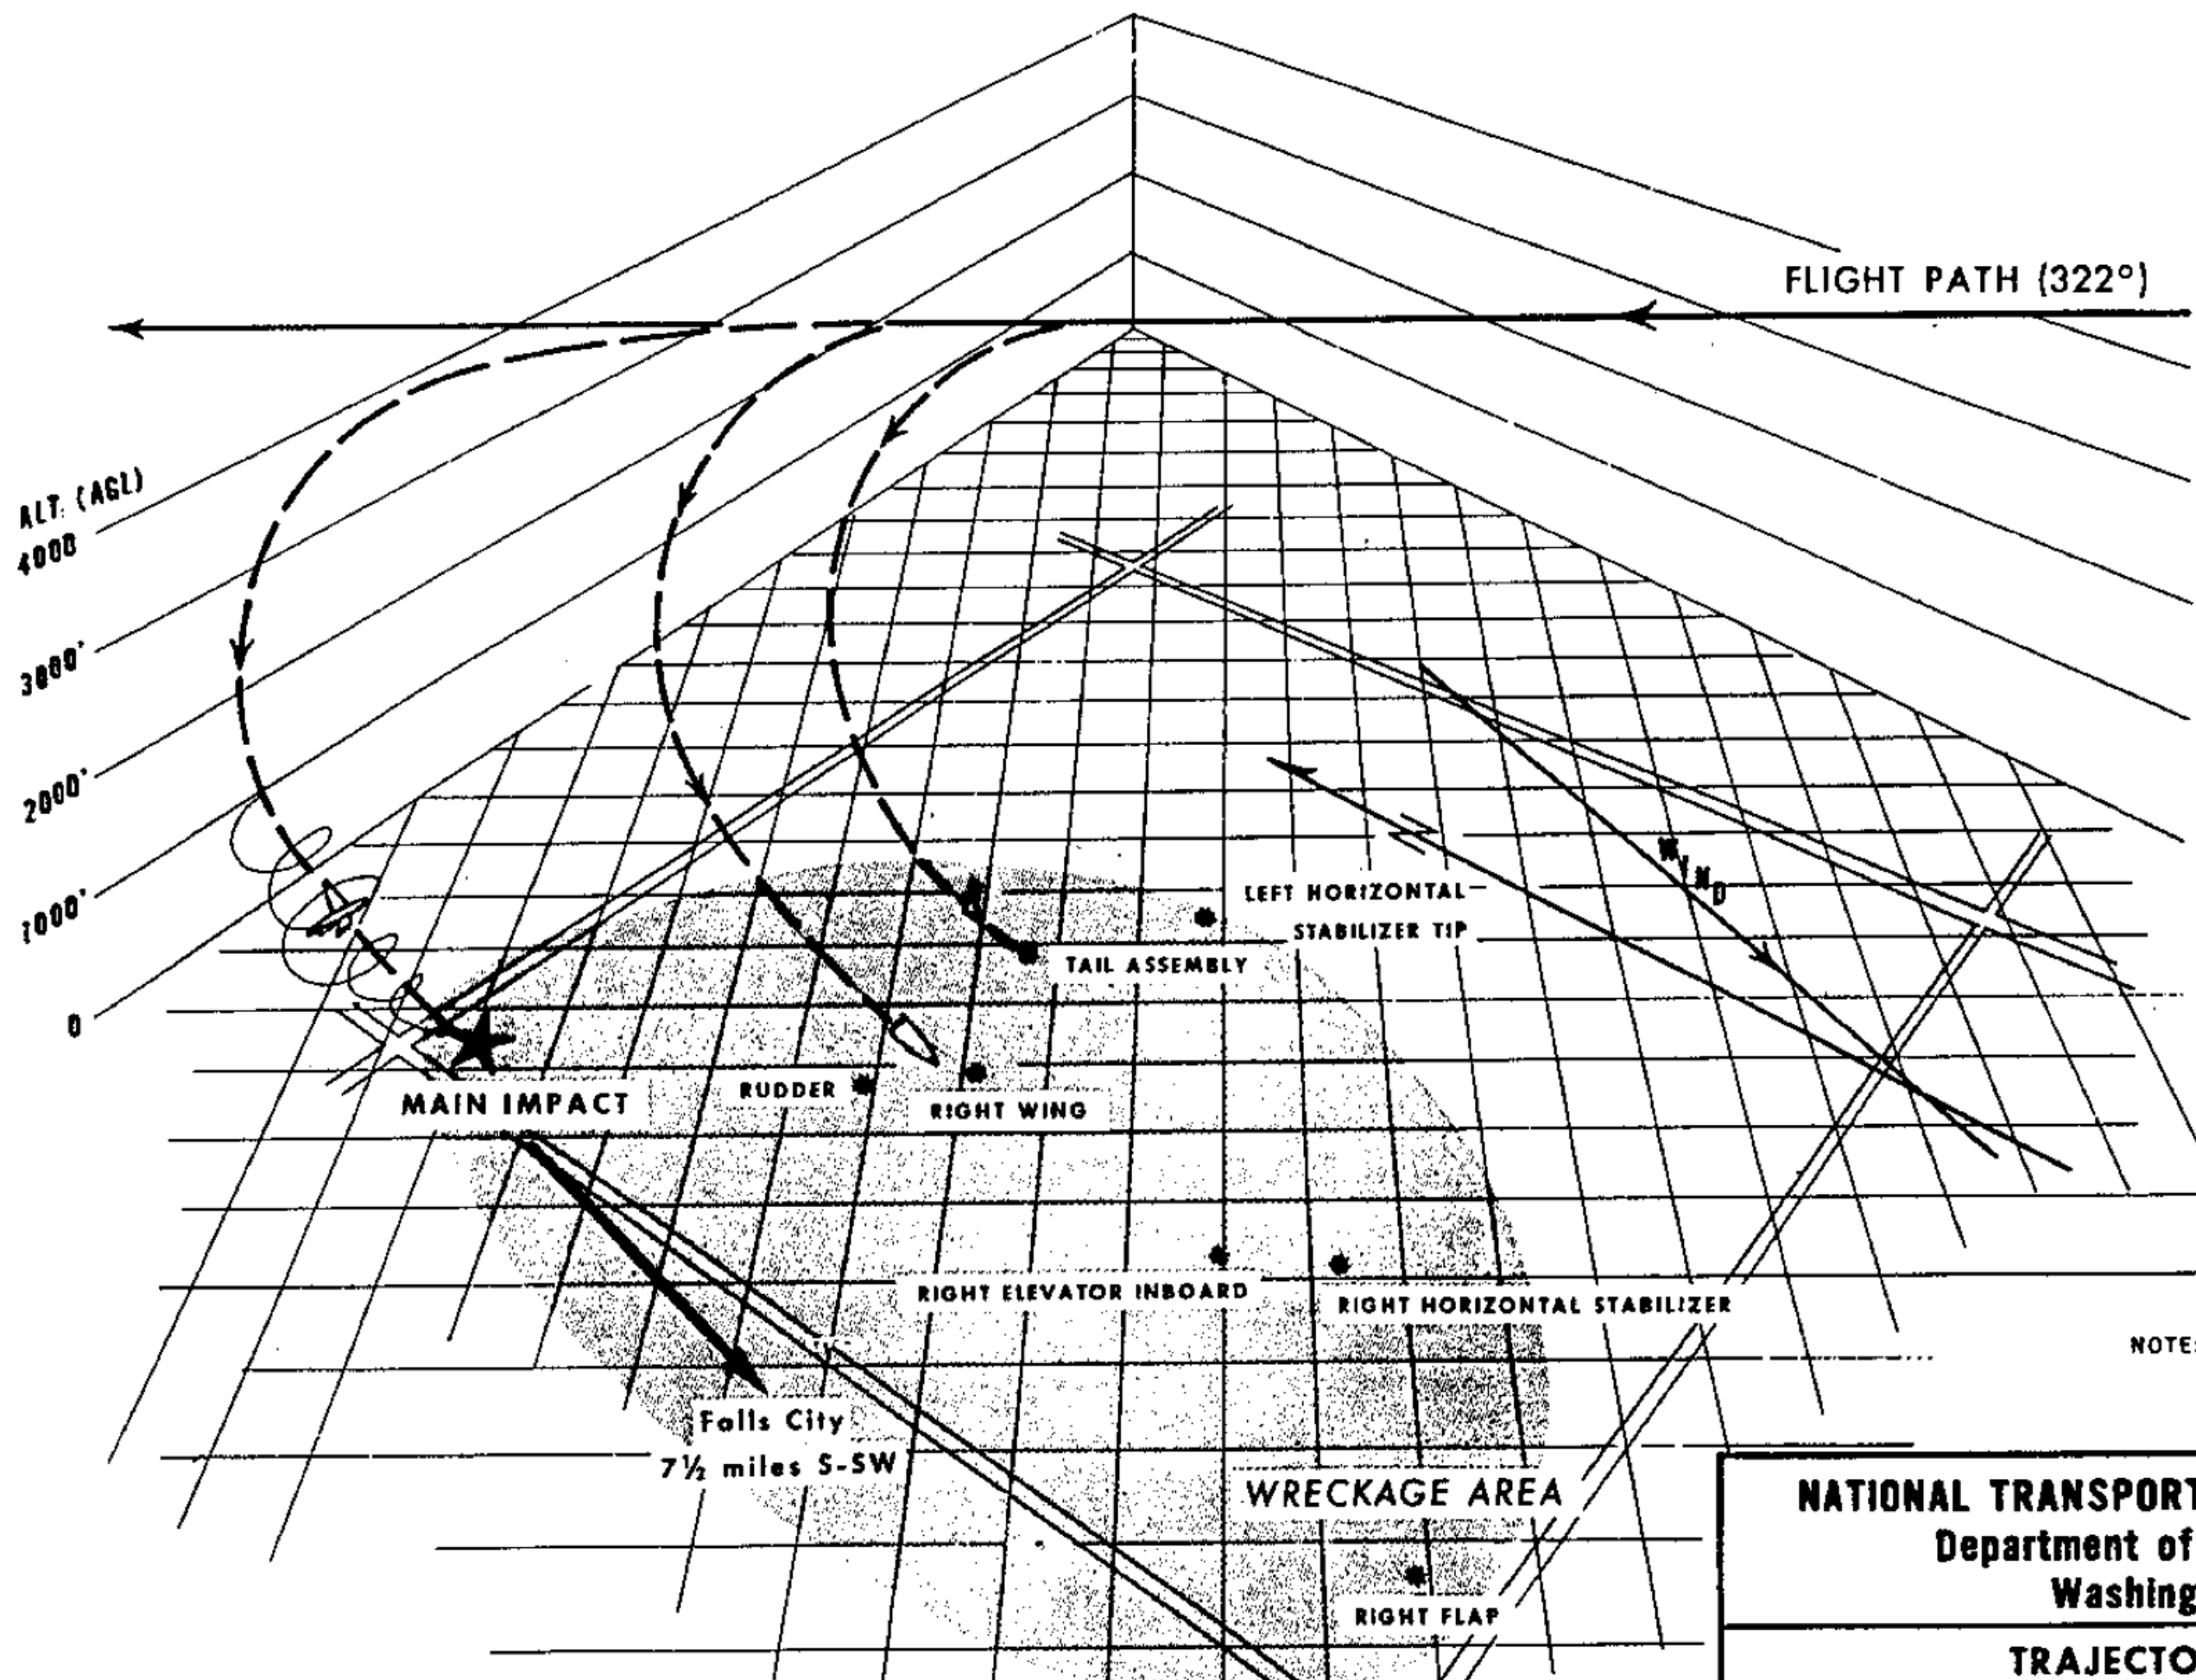 FLIGHT PATH (322°)
ALT. (AGL)
4000
3000'
2000'
1000'
0
WIND
LEFT HORIZONTAL
STABILIZER TIP
TAIL ASSEMBLY
RUDDER
RIGHT WING
MAIN IMPACT
RIGHT ELEVATOR INBOARD
RIGHT HORIZONTAL STABILIZER
NOTE:
Falls City
7½ miles S-SW
WRECKAGE AREA
RIGHT FLAP
NATIONAL TRANSPORT
Department of
Washing
TRAJECTO